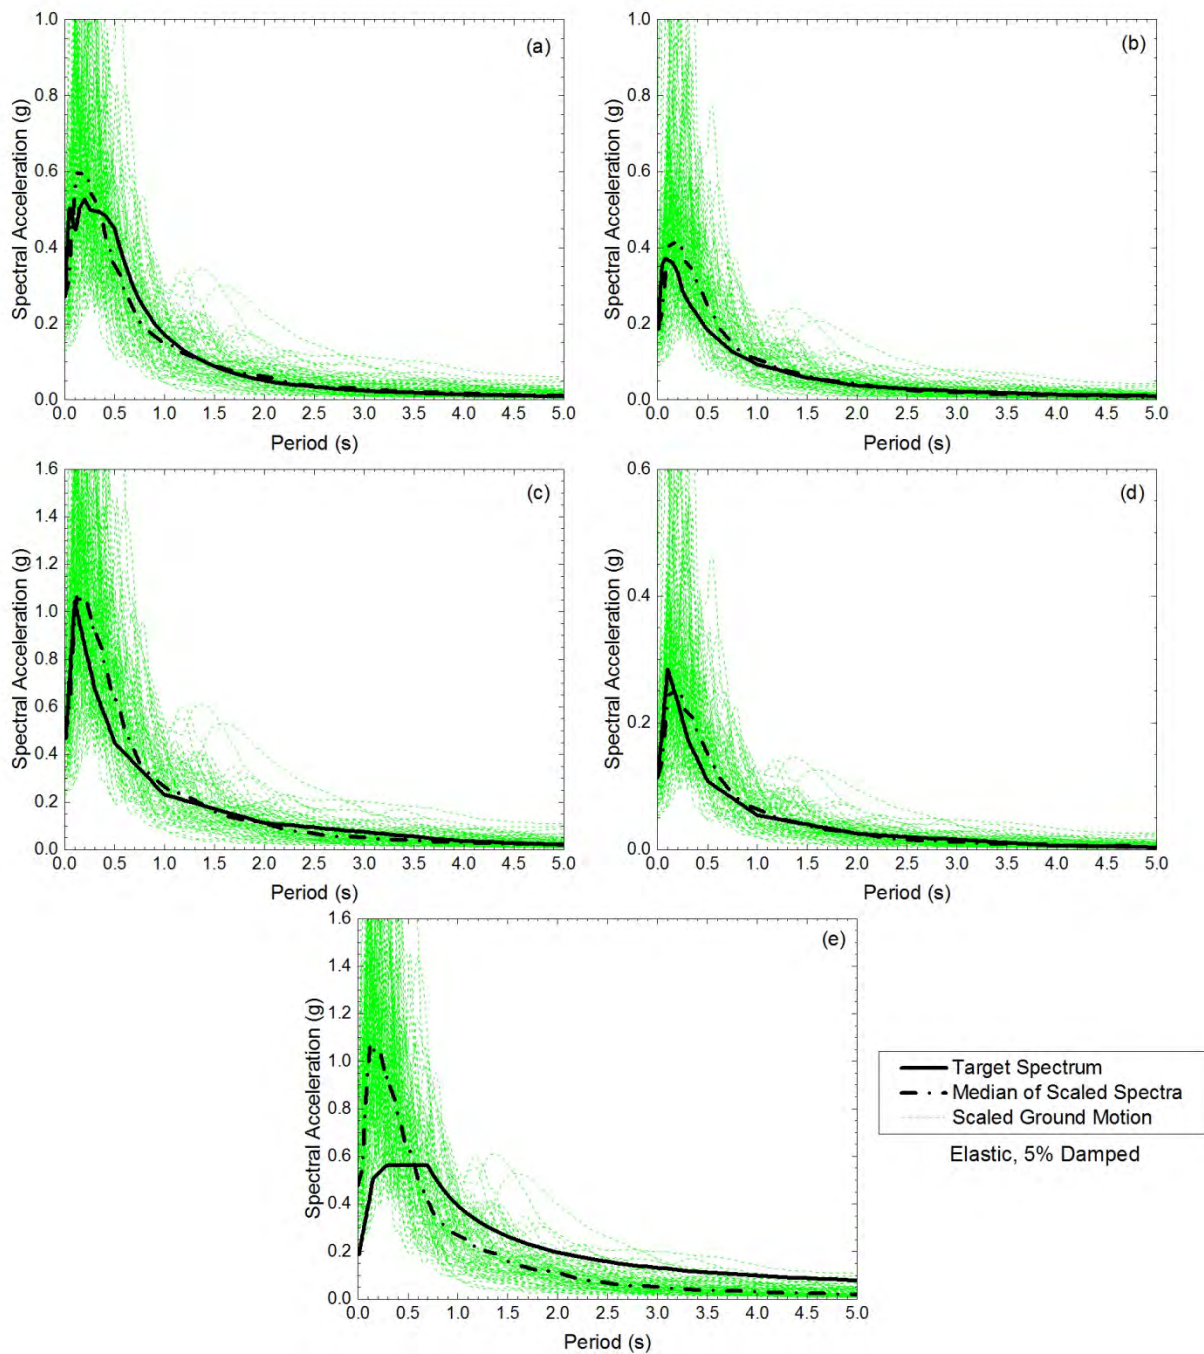 (a)
Spectral Acceleration (g)
1.0
0.8
0.6
0.4
0.2
0.0
0.0 0.5 1.0 1.5 2.0 2.5 3.0 3.5 4.0 4.5 5.0
Period (s)
(b)
Spectral Acceleration (g)
1.0
0.8
0.6
0.4
0.2
0.0
0.0 0.5 1.0 1.5 2.0 2.5 3.0 3.5 4.0 4.5 5.0
Period (s)
(c)
Spectral Acceleration (g)
1.6
1.4
1.2
1.0
0.8
0.6
0.4
0.2
0.0
0.0 0.5 1.0 1.5 2.0 2.5 3.0 3.5 4.0 4.5 5.0
Period (s)
(d)
Spectral Acceleration (g)
0.6
0.4
0.2
0.0
0.0 0.5 1.0 1.5 2.0 2.5 3.0 3.5 4.0 4.5 5.0
Period (s)
(e)
Spectral Acceleration (g)
1.6
1.4
1.2
1.0
0.8
0.6
0.4
0.2
0.0
0.0 0.5 1.0 1.5 2.0 2.5 3.0 3.5 4.0 4.5 5.0
Period (s)
Target Spectrum
Median of Scaled Spectra
Scaled Ground Motion
Elastic, 5% Damped